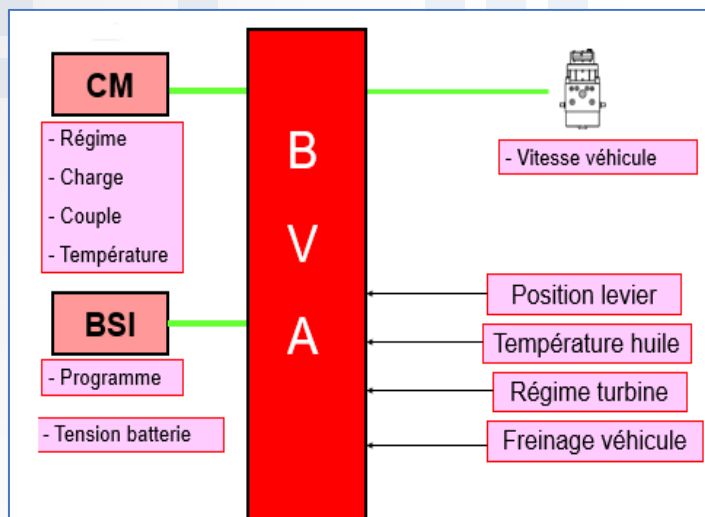 CM
- Régime
- Charge
- Couple
- Température
BSI
- Programme
- Tension batterie
B
V
A
- Vitesse véhicule
Position levier
Température huile
Régime turbine
Freinage véhicule